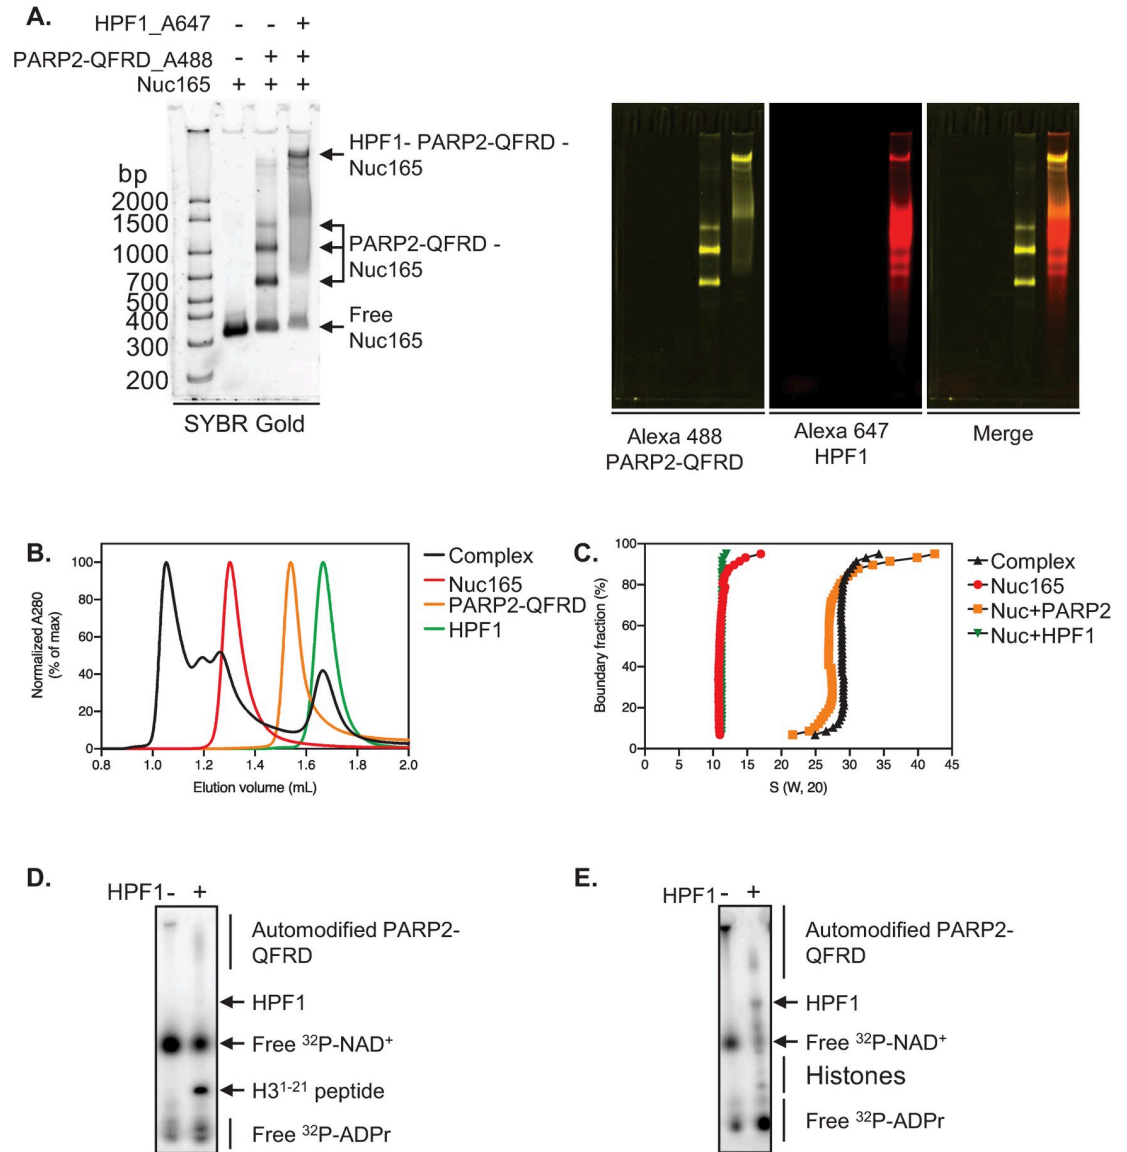 A.
HPF1_A647 - - +
PARP2-QFRD_A488 - + +
Nuc165 + + +
bp
2000
1500
1000
700
500
400
300
200
HPF1- PARP2-QFRD -
Nuc165
PARP2-QFRD -
Nuc165
Free
Nuc165
SYBR Gold
Alexa 488
PARP2-QFRD
Alexa 647
HPF1
Merge
B.
Normalized A280
(% of max)
100
80
60
40
20
0
0.8 1.0 1.2 1.4 1.6 1.8 2.0
Elution volume (mL)
Complex
Nuc165
PARP2-QFRD
HPF1
C.
Boundary fraction (%)
100
80
60
40
20
0
0 5 10 15 20 25 30 35 40 45
S (W, 20)
Complex
Nuc165
Nuc+PARP2
Nuc+HPF1
D.
HPF1 - +
Automodified PARP2-
QFRD
HPF1
Free ³²P-NAD⁺
H3¹⁻²¹ peptide
Free ³²P-ADPr
E.
HPF1 - +
Automodified PARP2-
QFRD
HPF1
Free ³²P-NAD⁺
Histones
Free ³²P-ADPr